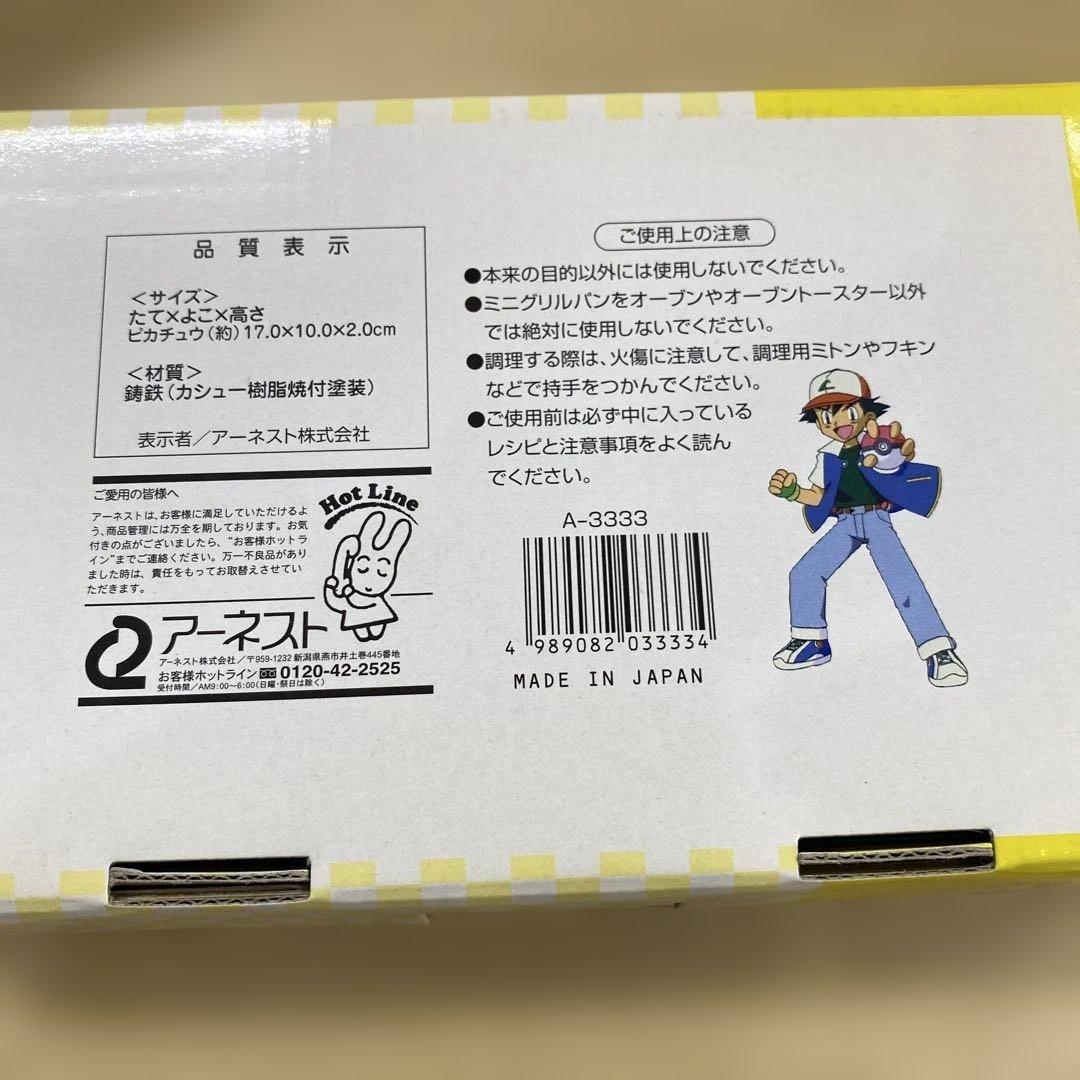 品質表示
<サイズ>
たて×よこ×高さ
ピカチュウ(約)17.0×10.0×2.0cm
<材質>
鋳鉄(カシュー樹脂焼付塗装)
表示者/アーネスト株式会社
ご愛用の皆様へ
アーネストは、お客様に満足していただけるよ
う、商品管理には万全を期しております。お気
付きの点がございましたら、“お客様ホットラ
イン”までご連絡ください。万一不良品があり
ました時は、責任をもってお取替えさせてい
ただきます。
Hot Line
アーネスト
アーネスト株式会社/〒959-1232 新潟県燕市井土巻445番地
お客様ホットライン 0120-42-2525
受付時間/AM9:00~6:00(日曜・祭日は除く)
ご使用上の注意
●本来の目的以外には使用しないでください。
●ミニグリルパンをオーブンやオーブントースター以外
では絶対に使用しないでください。
●調理する際は、火傷に注意して、調理用ミトンやフキン
などで持手をつかんでください。
●ご使用前は必ず中に入っている
レシピと注意事項をよく読ん
でください。
A-3333
4 989082 033334
MADE IN JAPAN